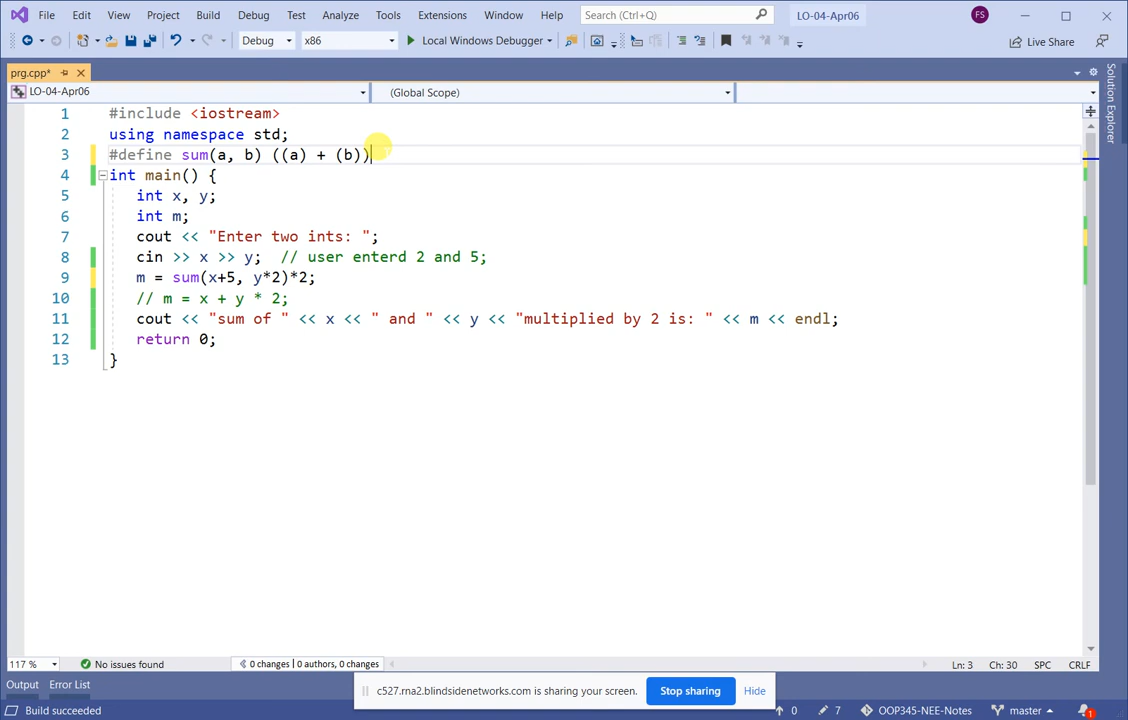 File Edit View Project Build Debug Test Analyze Tools Extensions Window Help Search (Ctrl+Q) LO-04-Apr06 FS
Debug x86 Local Windows Debugger Live Share
prg.cpp*
LO-04-Apr06 (Global Scope)
Solution Explorer
1 #include <iostream>
2 using namespace std;
3 #define sum(a, b) ((a) + (b))
4 int main() {
5 int x, y;
6 int m;
7 cout << "Enter two ints: ";
8 cin >> x >> y;  // user enterd 2 and 5;
9 m = sum(x+5, y*2)*2;
10 // m = x + y * 2;
11 cout << "sum of " << x << " and " << y << "multiplied by 2 is: " << m << endl;
12 return 0;
13 }
117 % No issues found 0 changes | 0 authors, 0 changes Ln: 3 Ch: 30 SPC CRLF
Output Error List
c527.rna2.blindsidenetworks.com is sharing your screen. Stop sharing Hide
Build succeeded 0 7 OOP345-NEE-Notes master 1